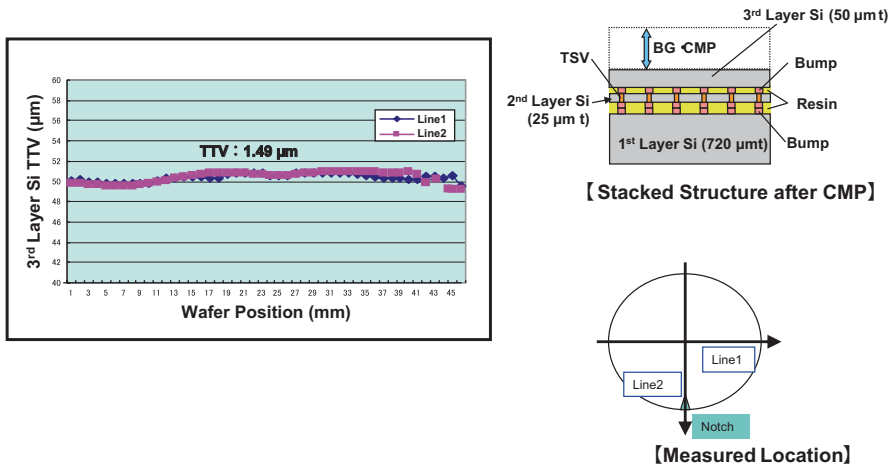 3rd Layer Si TTV (µm)
60
58
56
54
52
50
48
46
44
42
40
Line1
Line2
TTV : 1.49 µm
1 3 5 7 9 11 13 15 17 19 21 23 25 27 29 31 33 35 37 39 41 43 45
Wafer Position (mm)
3rd Layer Si (50 µm t)
BG・CMP
TSV
Bump
2nd Layer Si
(25 µm t)
Resin
1st Layer Si (720 µmt)
Bump
【Stacked Structure after CMP】
Line1
Line2
Notch
【Measured Location】